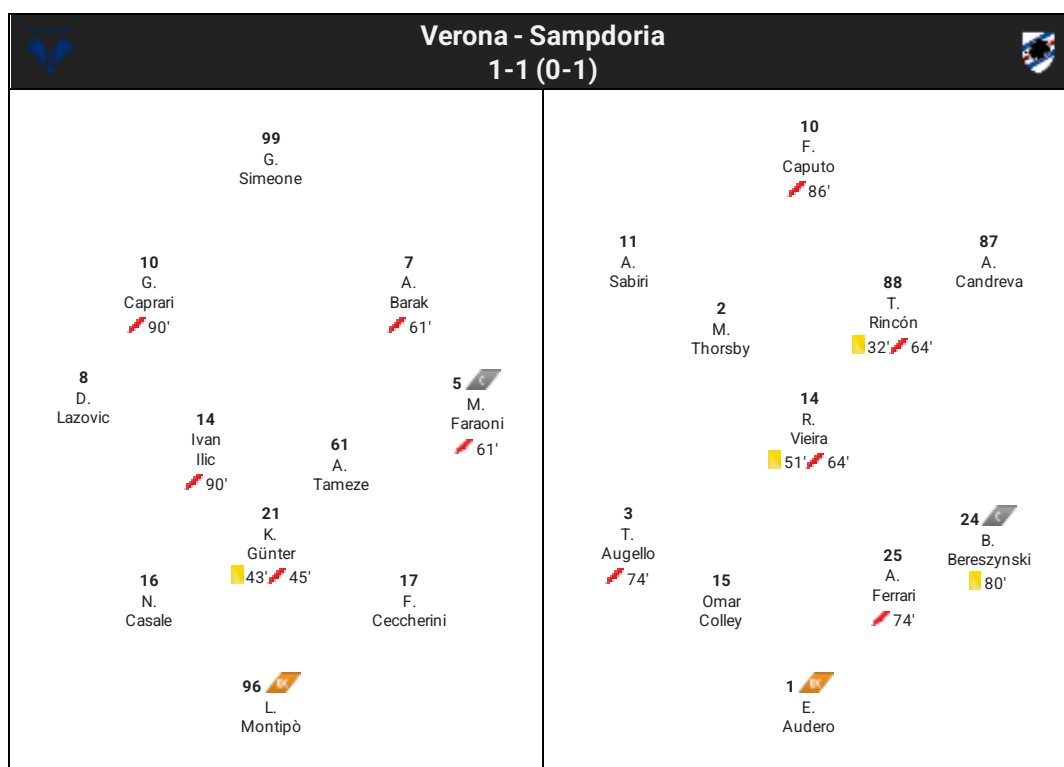 Verona - Sampdoria
1-1 (0-1)
99
G.
Simeone
10
G.
Caprari
90'
7
A.
Barak
61'
8
D.
Lazovic
5 C
M.
Faraoni
61'
14
Ivan
Ilic
90'
61
A.
Tameze
21
K.
Günter
43' 45'
16
N.
Casale
17
F.
Ceccherini
96
L.
Montipò
10
F.
Caputo
86'
11
A.
Sabiri
87
A.
Candreva
2
M.
Thorsby
88
T.
Rincón
32' 64'
14
R.
Vieira
51' 64'
3
T.
Augello
74'
24 C
B.
Bereszynski
80'
15
Omar
Colley
25
A.
Ferrari
74'
1
E.
Audero